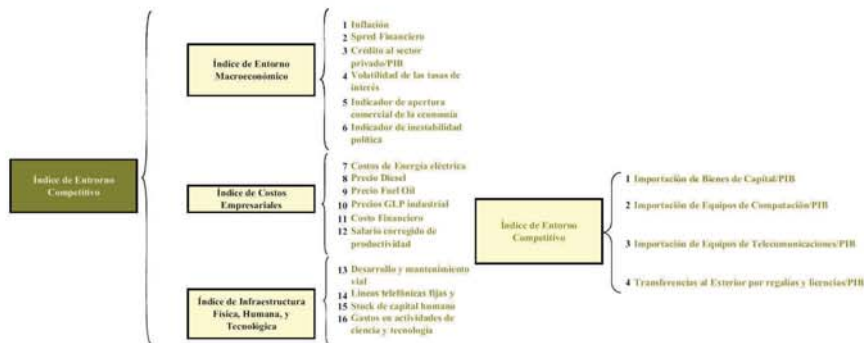 Índice de Entrorno
Competitivo
Índice de Entorno
Macroeconómico
1 Inflación
2 Spred Financiero
3 Crédito al sector
privado/PIB
4 Volatilidad de las tasas de
interés
5 Indicador de apertura
comercial de la economía
6 Indicador de inestabilidad
política
Índice de Costos
Empresariales
7 Costos de Energía eléctrica
8 Precio Diesel
9 Precio Fuel Oil
10 Precios GLP industrial
11 Costo Financiero
12 Salario corregido de
productividad
Índice de Infraestructura
Física, Humana, y
Tecnológica
13 Desarrollo y mantenimiento
vial
14 Líneos telefónicas fijas y
15 Stock de capital humano
16 Gastos en actividades de
ciencia y tecnología
Índice de Entorno
Competitivo
1 Importación de Bienes de Capital/PIB
2 Importación de Equipos de Computación/PIB
3 Importación de Equipos de Telecomunicaciones/PIB
4 Transferencias al Exterior por regalías y licencias/PIB